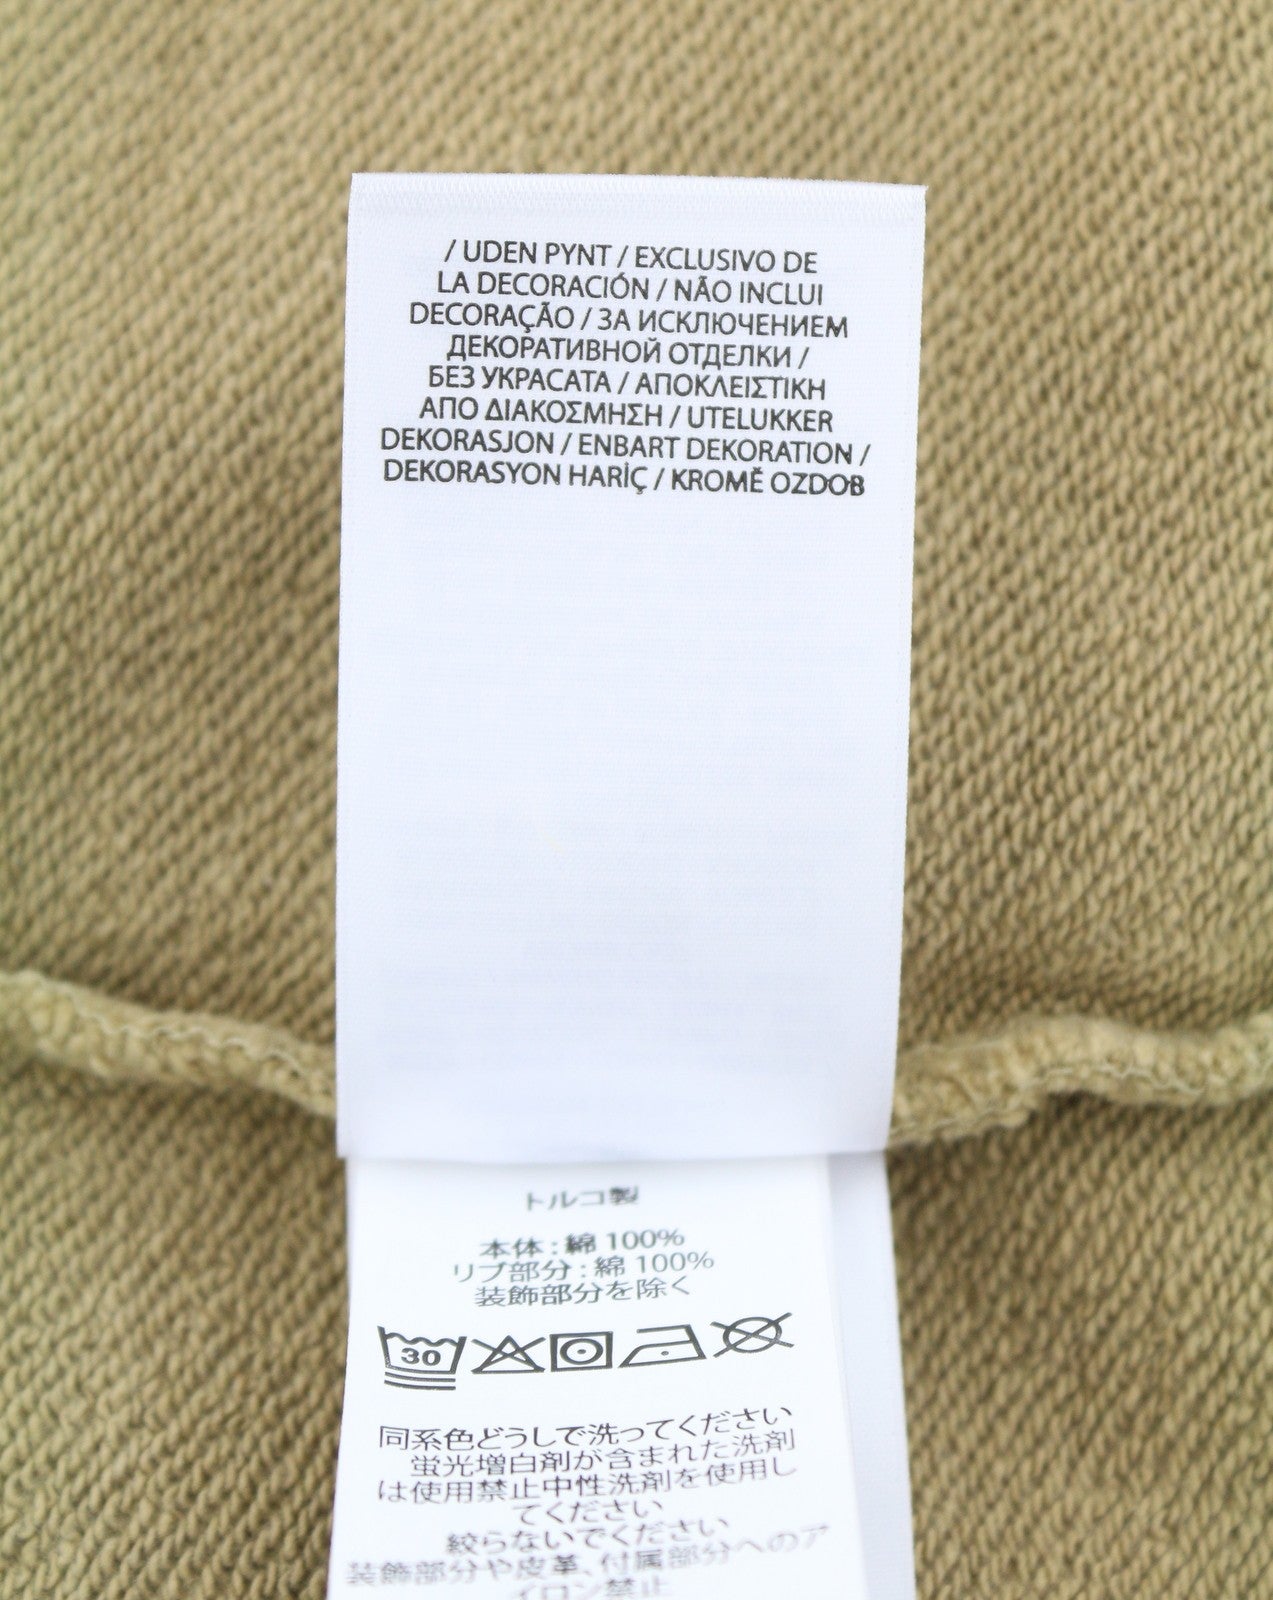 / UDEN PYNT / EXCLUSIVO DE
LA DECORACIÓN / NÃO INCLUI
DECORAÇÃO / ЗА ИСКЛЮЧЕНИЕМ
ДЕКОРАТИВНОЙ ОТДЕЛКИ /
БЕЗ УКРАСАТА / ΑΠΟΚΛΕΙΣΤΙΚΗ
ΑΠΟ ΔΙΑΚΟΣΜΗΣΗ / UTELUKKER
DEKORASJON / ENBART DEKORATION /
DEKORASYON HARİÇ / KROMĚ OZDOB
トルコ製
本体 : 綿 100%
リブ部分 : 綿 100%
装飾部分を除く
30
同系色どうしで洗ってください
蛍光増白剤が含まれた洗剤
は使用禁止中性洗剤を使用し
てください
絞らないでください
装飾部分や皮革、付属部分へのア
イロン禁止